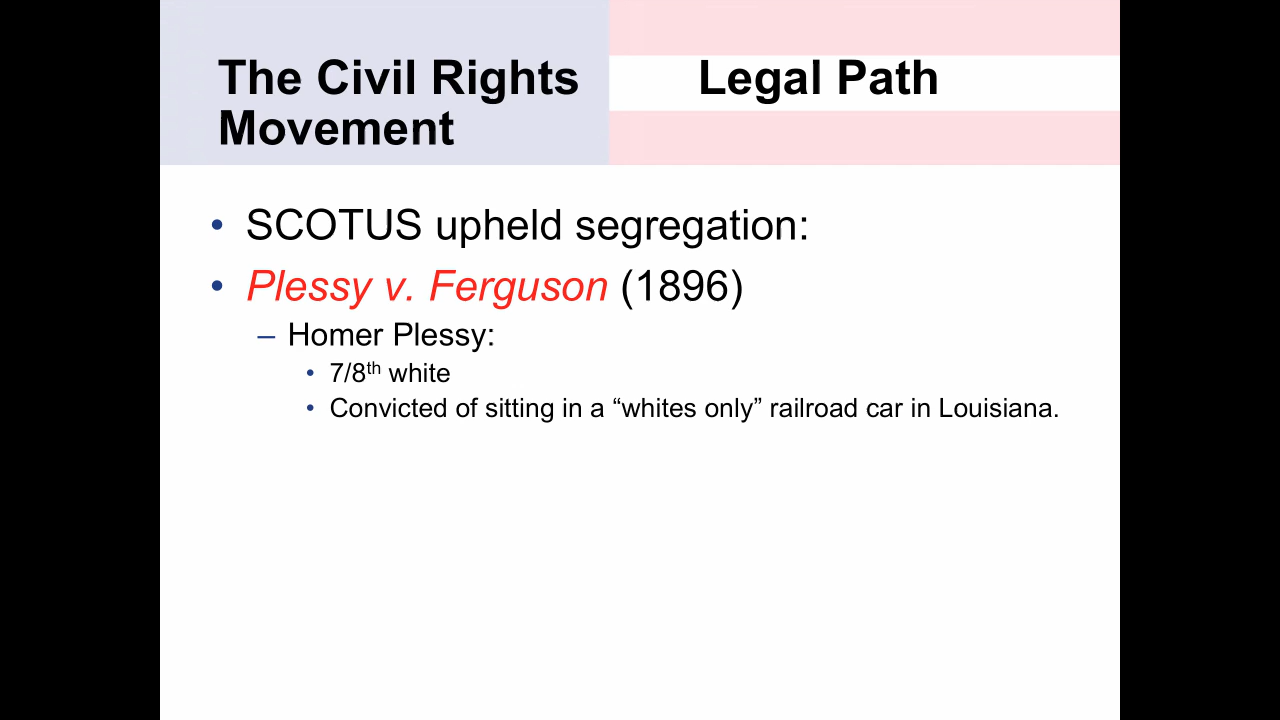 The Civil Rights
Movement
Legal Path
• SCOTUS upheld segregation:
• Plessy v. Ferguson (1896)
– Homer Plessy:
• 7/8th white
• Convicted of sitting in a “whites only” railroad car in Louisiana.